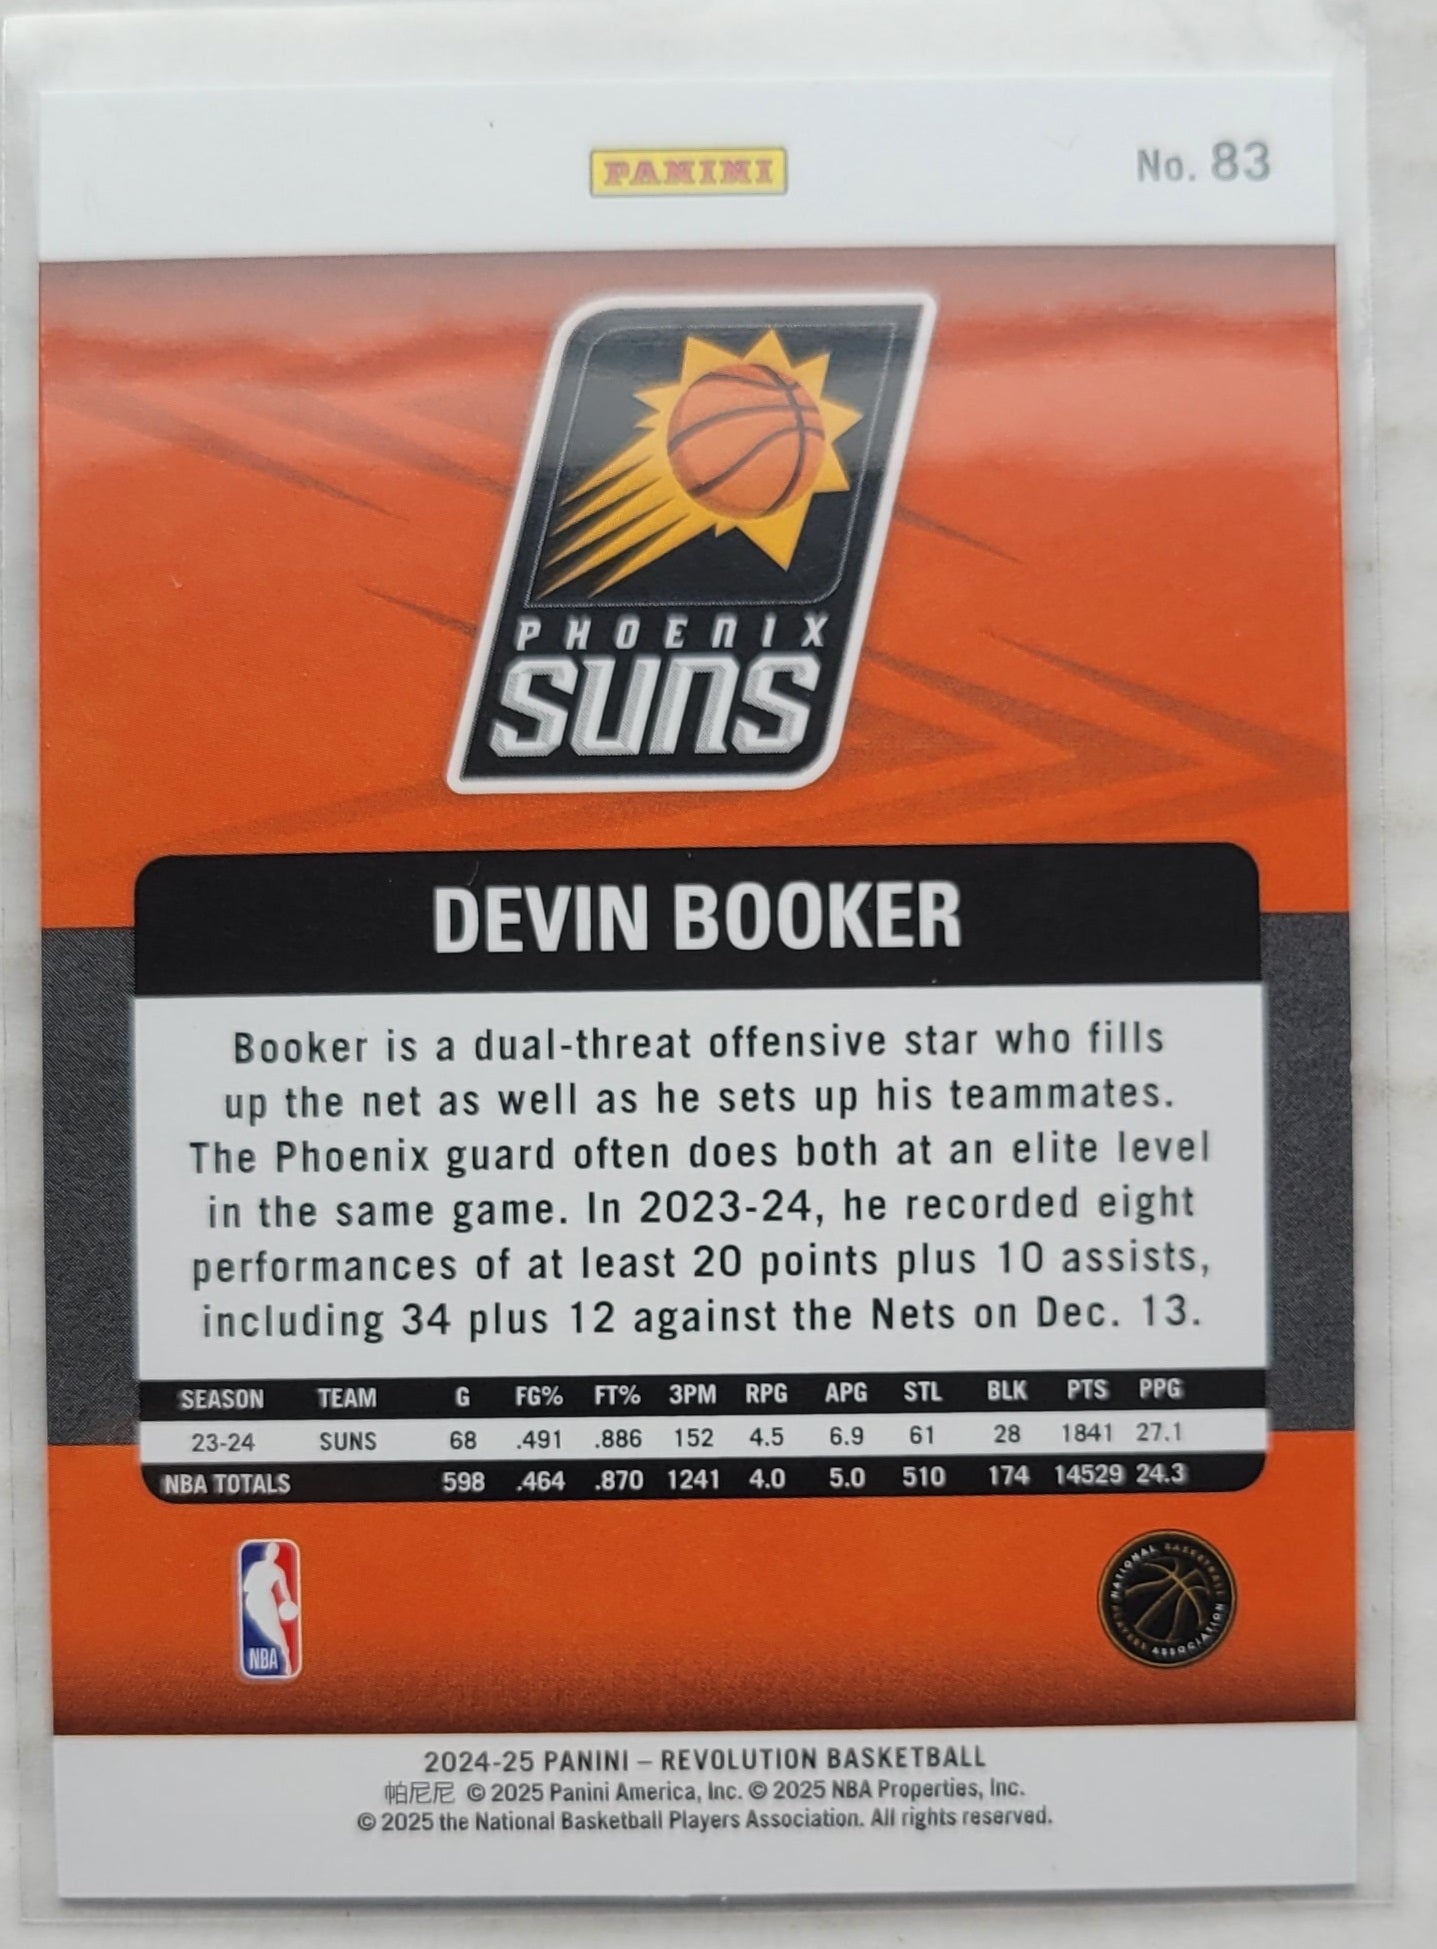 PANINI
No. 83
PHOENIX
SUNS
DEVIN BOOKER
Booker is a dual-threat offensive star who fills
up the net as well as he sets up his teammates.
The Phoenix guard often does both at an elite level
in the same game. In 2023-24, he recorded eight
performances of at least 20 points plus 10 assists,
including 34 plus 12 against the Nets on Dec. 13.
SEASON TEAM G FG% FT% 3PM RPG APG STL BLK PTS PPG
23-24 SUNS 68 .491 .886 152 4.5 6.9 61 28 1841 27.1
NBA TOTALS 598 .464 .870 1241 4.0 5.0 510 174 14529 24.3
NBA
NATIONAL BASKETBALL PLAYERS ASSOCIATION
2024-25 PANINI – REVOLUTION BASKETBALL
帕尼尼 © 2025 Panini America, Inc. © 2025 NBA Properties, Inc.
© 2025 the National Basketball Players Association. All rights reserved.